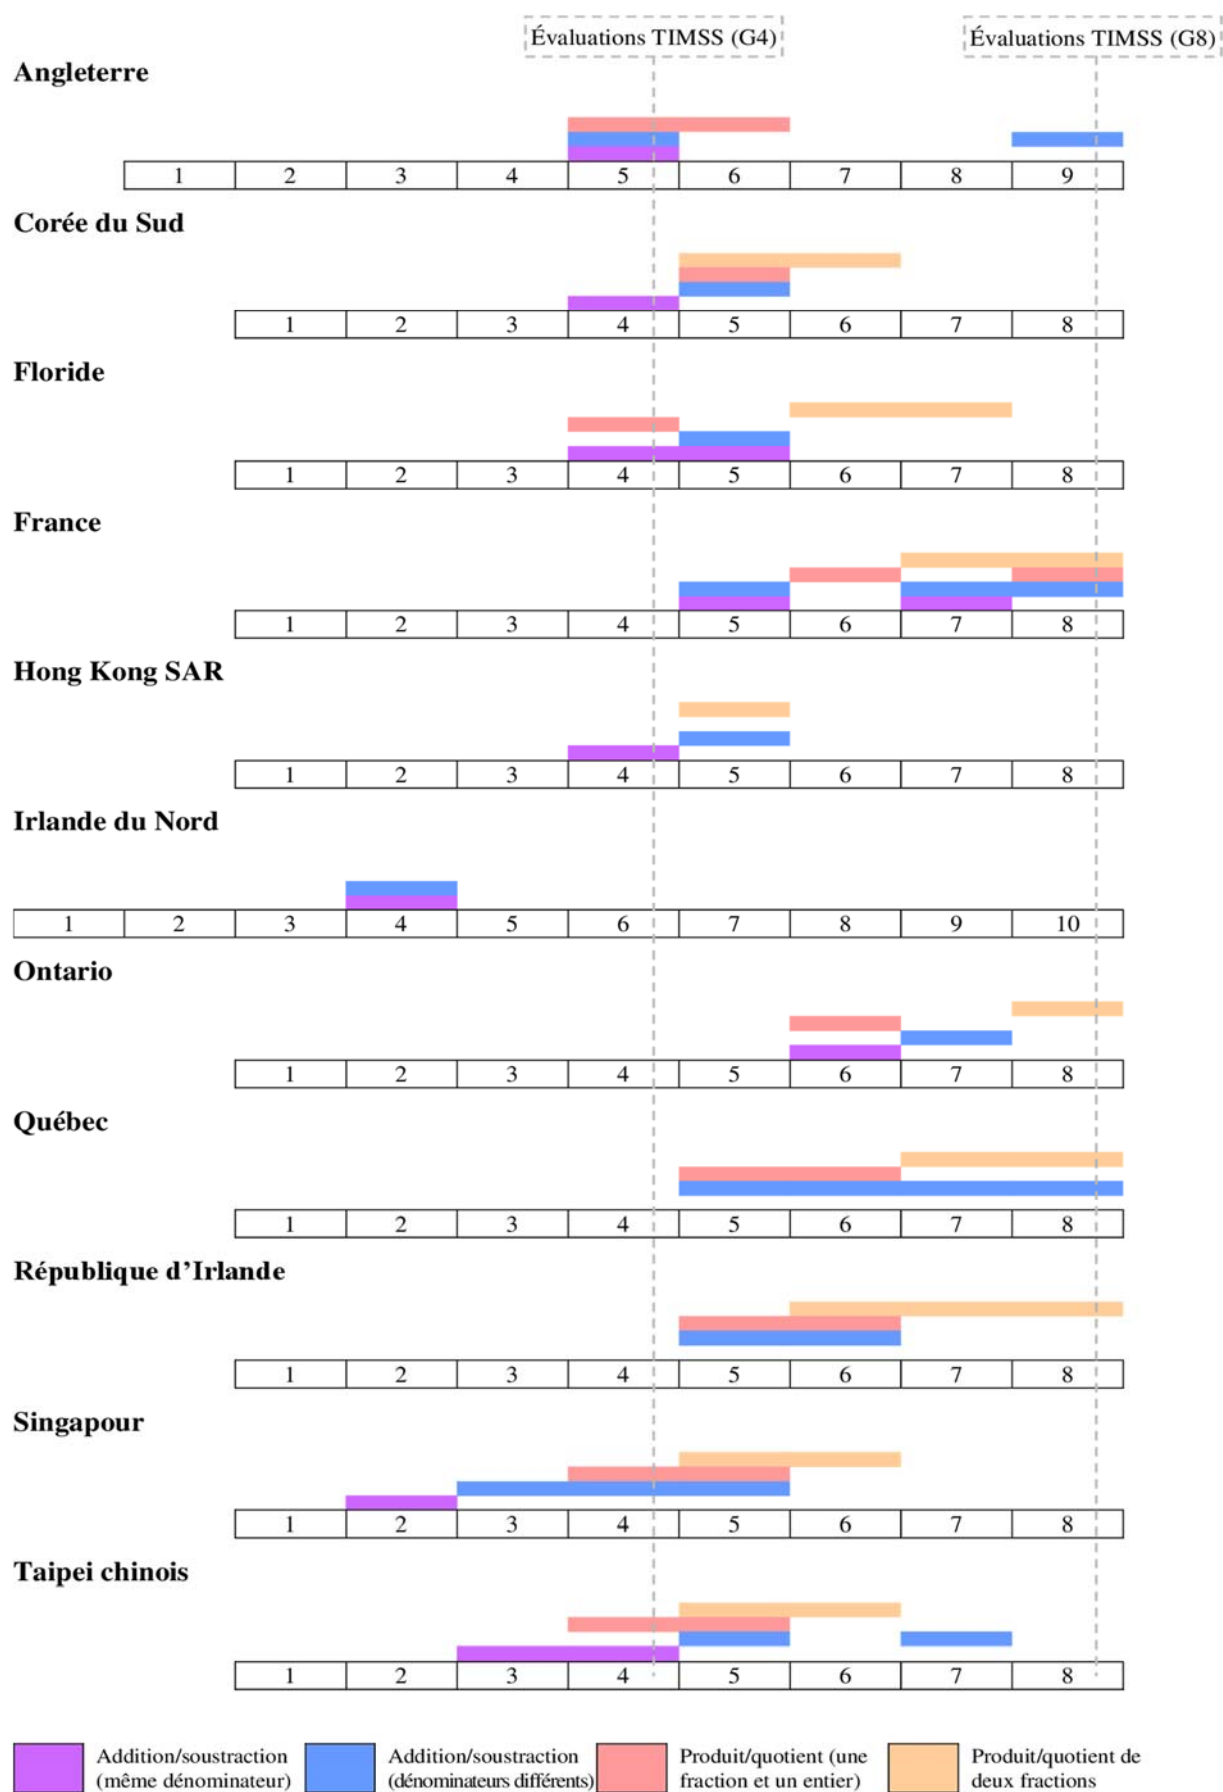 Évaluations TIMSS (G4)
Évaluations TIMSS (G8)
Angleterre
1 2 3 4 5 6 7 8 9
Corée du Sud
1 2 3 4 5 6 7 8
Floride
1 2 3 4 5 6 7 8
France
1 2 3 4 5 6 7 8
Hong Kong SAR
1 2 3 4 5 6 7 8
Irlande du Nord
1 2 3 4 5 6 7 8 9 10
Ontario
1 2 3 4 5 6 7 8
Québec
1 2 3 4 5 6 7 8
République d’Irlande
1 2 3 4 5 6 7 8
Singapour
1 2 3 4 5 6 7 8
Taipei chinois
1 2 3 4 5 6 7 8
Addition/soustraction
(même dénominateur)
Addition/soustraction
(dénominateurs différents)
Produit/quotient (une
fraction et un entier)
Produit/quotient de
deux fractions